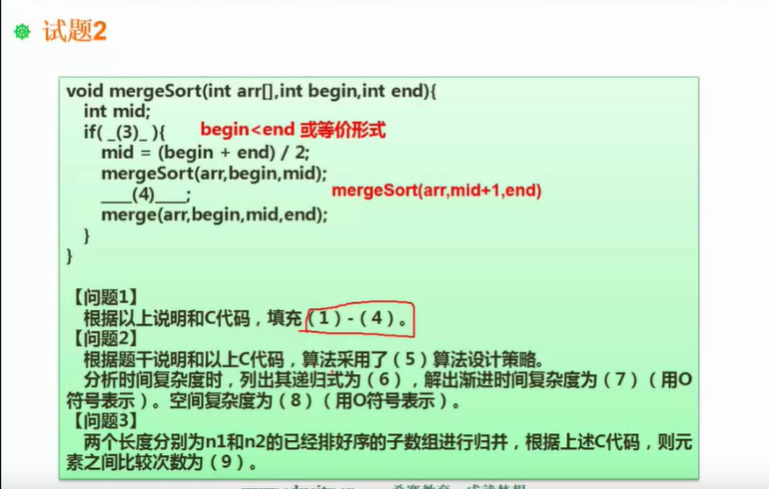 试题2
void mergeSort(int arr[],int begin,int end){
int mid;
if( _(3)_ ){ begin<end 或等价形式
mid = (begin + end) / 2;
mergeSort(arr,begin,mid);
____(4)____; mergeSort(arr,mid+1,end)
merge(arr,begin,mid,end);
}
}
【问题1】
根据以上说明和C代码，填充（1）-（4）。
【问题2】
根据题干说明和以上C代码，算法采用了（5）算法设计策略。
分析时间复杂度时，列出其递归式为（6），解出渐进时间复杂度为（7）（用O
符号表示）。空间复杂度为（8）（用O符号表示）。
【问题3】
两个长度分别为n1和n2的已经排好序的子数组进行归并，根据上述C代码，则元
素之间比较次数为（9）。